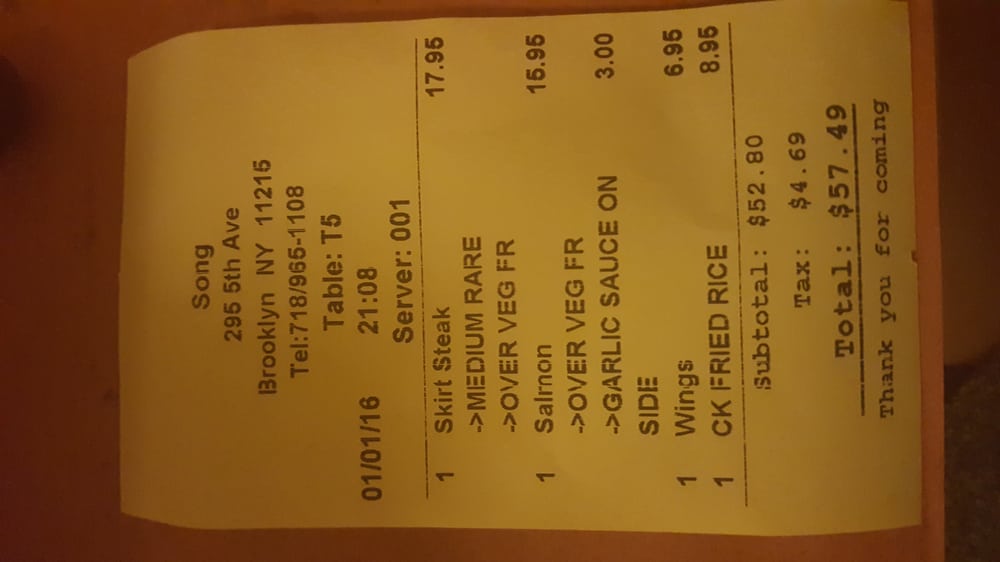 Song
295 5th Ave
Brooklyn NY 11215
Tel:718/965-1108
Table: T5
01/01/16 21:08
Server: 001
1 Skirt Steak 17.95
->MEDIUM RARE
->OVER VEG FR
1 Salmon 15.95
->OVER VEG FR
->GARLIC SAUCE ON 3.00
SIDE
1 Wings 6.95
1 CK FRIED RICE 8.95
Subtotal: $52.80
Tax: $4.69
Total: $57.49
Thank you for coming